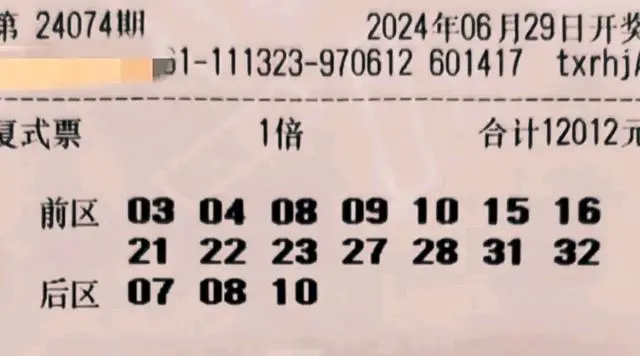 第 24074期 2024年06月29日开奖
61-111323-970612 601417 txrhjA
复式票 1倍 合计12012元
前区 03 04 08 09 10 15 16
21 22 23 27 28 31 32
后区 07 08 10